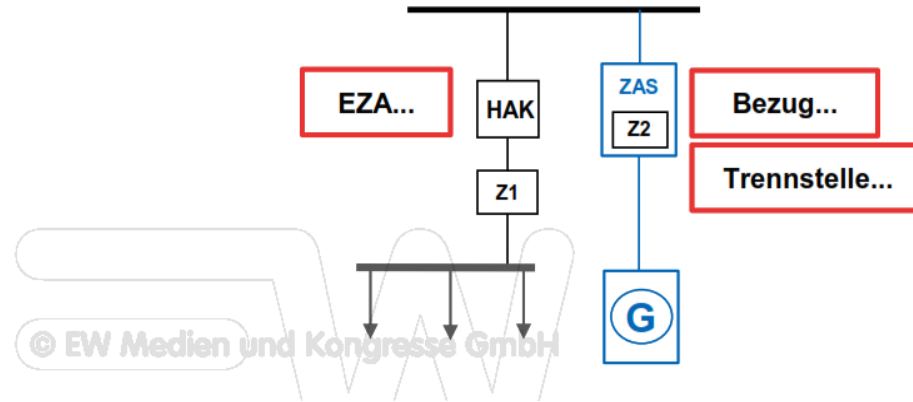 EZA...
HAK
ZAS
Z2
Bezug...
Trennstelle...
Z1
G
© EW Medien und Kongresse GmbH